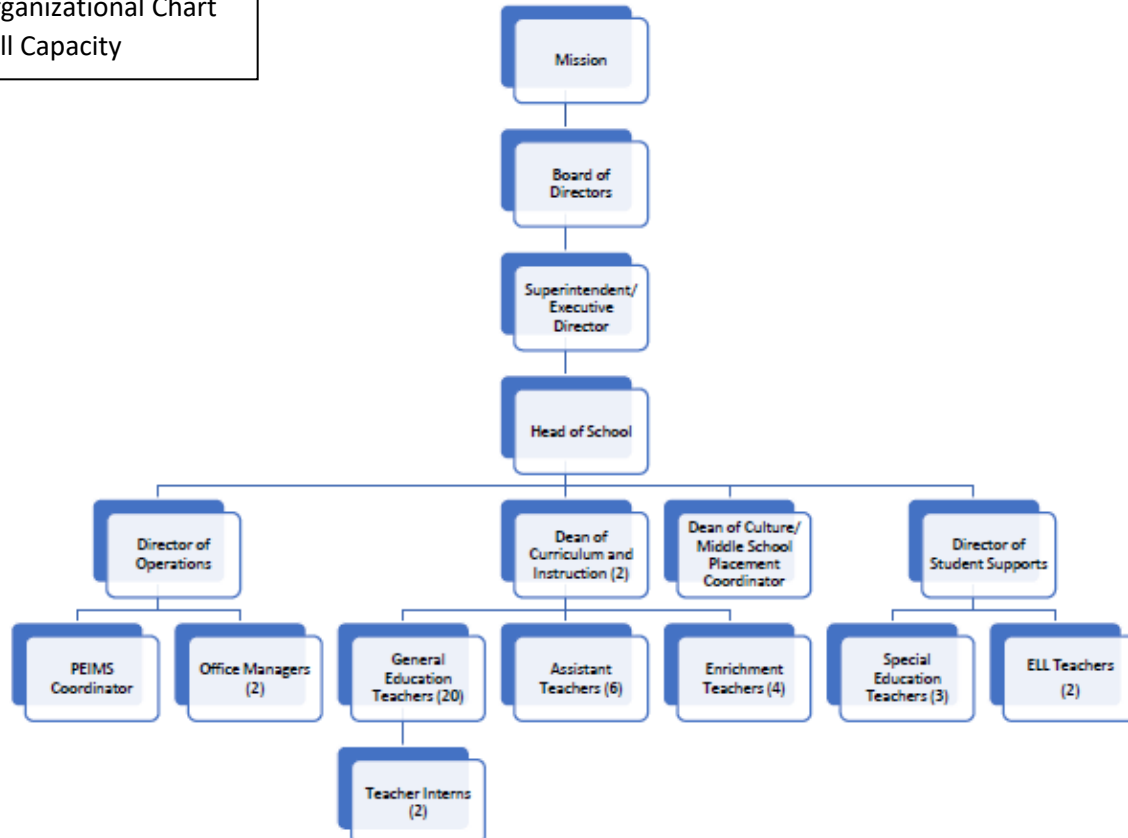 ganizational Chart
ll Capacity
Mission
Board of
Directors
Superintendent/
Executive
Director
Head of School
Director of
Operations
Dean of
Curriculum and
Instruction (2)
Dean of Culture/
Middle School
Placement
Coordinator
Director of
Student Supports
PEIMS
Coordinator
Office Managers
(2)
General
Education
Teachers (20)
Assistant
Teachers (6)
Enrichment
Teachers (4)
Special
Education
Teachers (3)
ELL Teachers
(2)
Teacher Interns
(2)